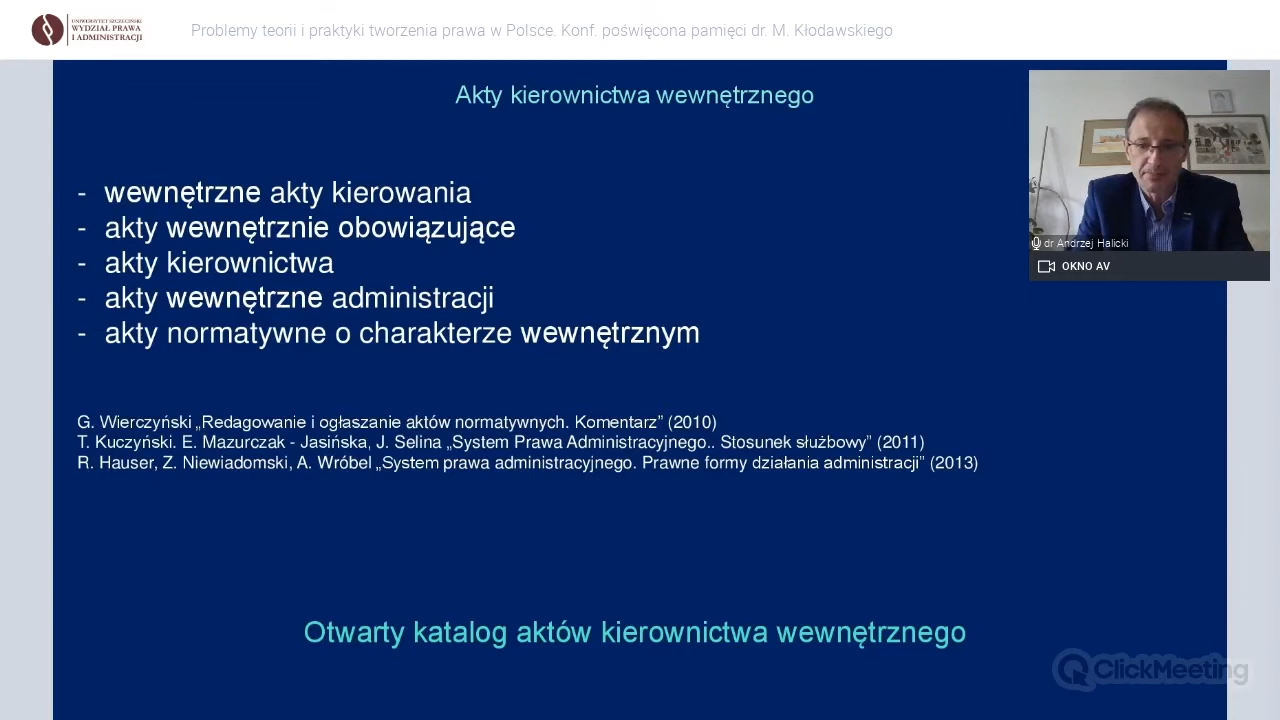 UNIWERSYTET SZCZECIŃSKI
WYDZIAŁ PRAWA
I ADMINISTRACJI
Problemy teorii i praktyki tworzenia prawa w Polsce. Konf. poświęcona pamięci dr. M. Kłodawskiego
Akty kierownictwa wewnętrznego
- wewnętrzne akty kierowania
- akty wewnętrznie obowiązujące
- akty kierownictwa
- akty wewnętrzne administracji
- akty normatywne o charakterze wewnętrznym
dr Andrzej Halicki
OKNO AV
G. Wierczyński „Redagowanie i ogłaszanie aktów normatywnych. Komentarz” (2010)
T. Kuczyński. E. Mazurczak - Jasińska, J. Selina „System Prawa Administracyjnego.. Stosunek służbowy” (2011)
R. Hauser, Z. Niewiadomski, A. Wróbel „System prawa administracyjnego. Prawne formy działania administracji” (2013)
Otwarty katalog aktów kierownictwa wewnętrznego
ClickMeeting